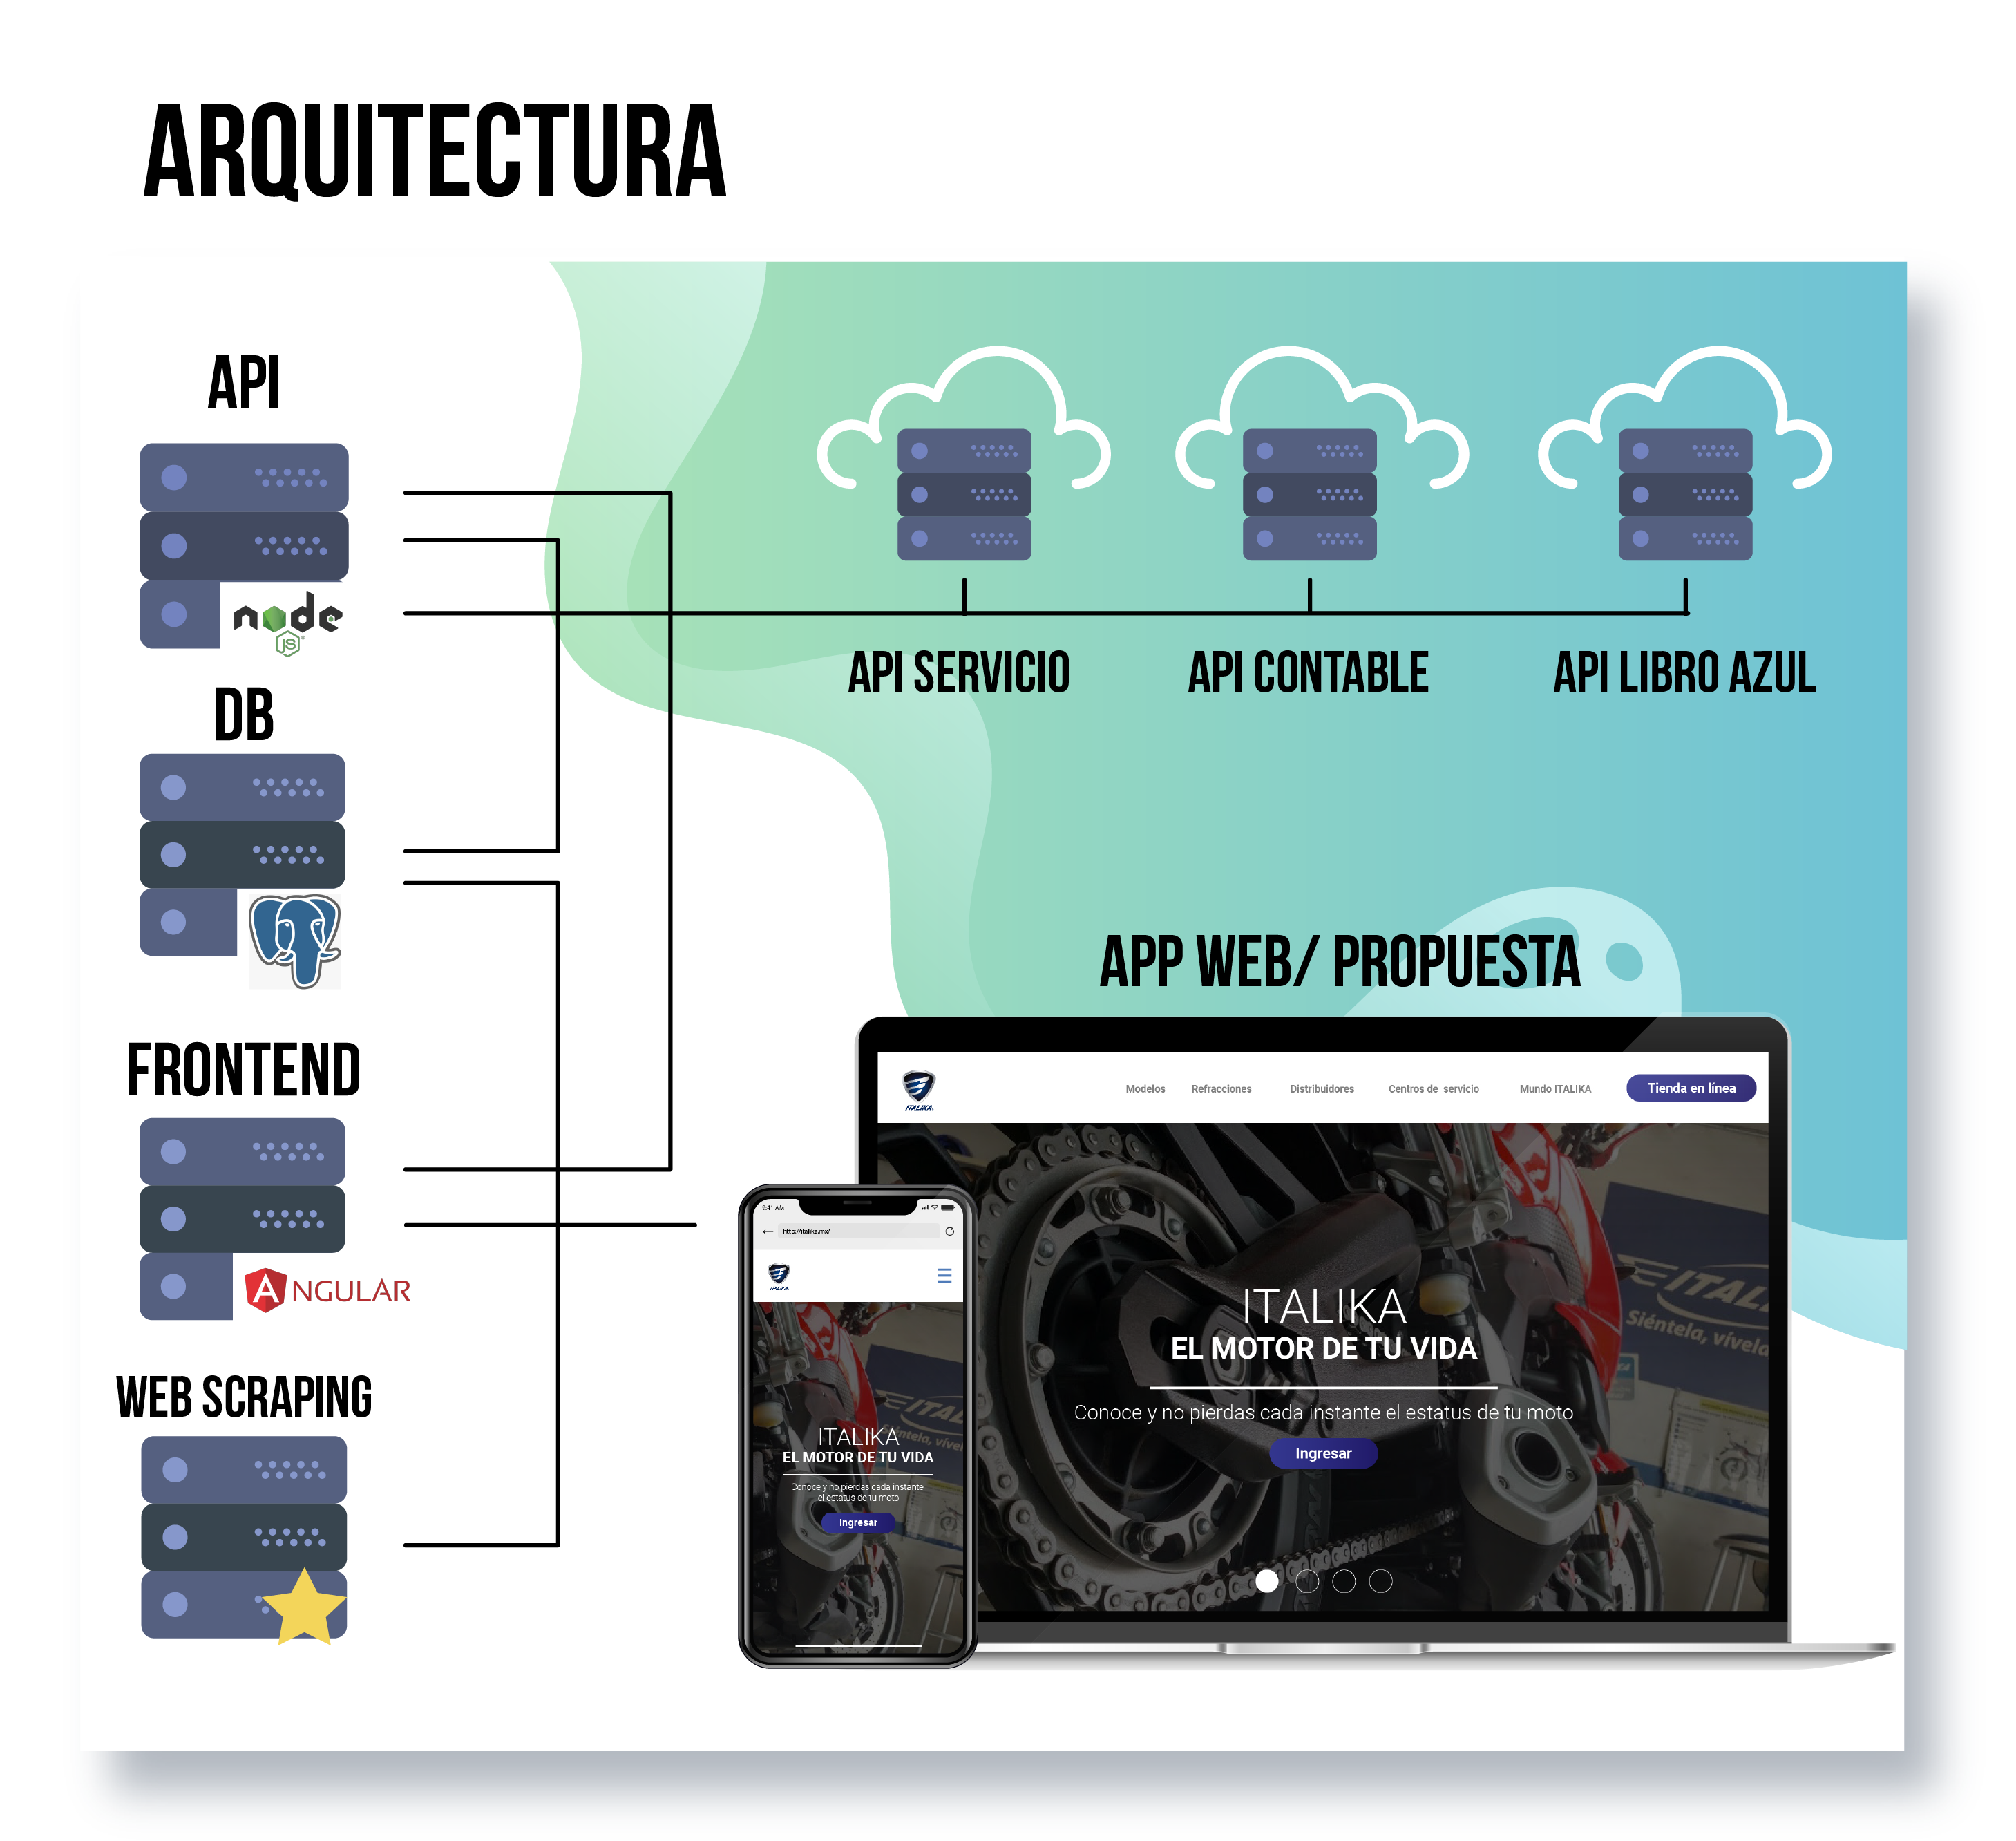 ARQUITECTURA
API
node
JS
DB
FRONTEND
ANGULAR
WEB SCRAPING
API SERVICIO
API CONTABLE
API LIBRO AZUL
APP WEB/ PROPUESTA
ITALIKA
Modelos Refracciones Distribuidores Centros de servicio Mundo ITALIKA Tienda en línea
ITALIKA
EL MOTOR DE TU VIDA
Conoce y no pierdas cada instante el estatus de tu moto
Ingresar
Siéntela, vívela
9:41 AM
http://italika.mx/
ITALIKA
ITALIKA
EL MOTOR DE TU VIDA
Conoce y no pierdas cada instante
el estatus de tu moto
Ingresar